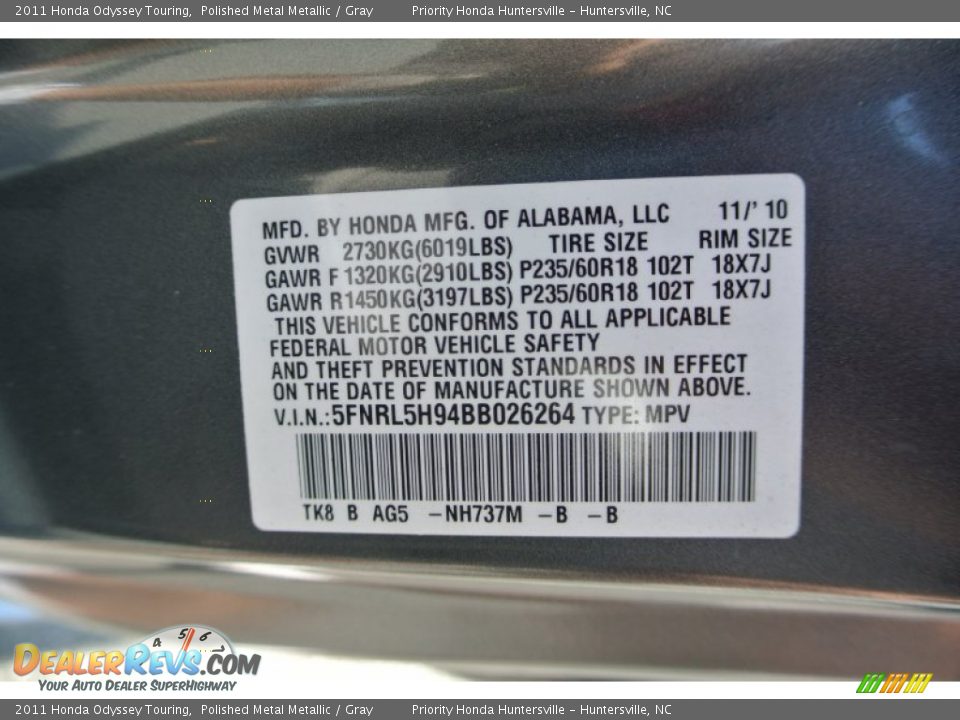 2011 Honda Odyssey Touring, Polished Metal Metallic / Gray Priority Honda Huntersville - Huntersville, NC
MFD. BY HONDA MFG. OF ALABAMA, LLC 11/' 10
GVWR 2730KG(6019LBS) TIRE SIZE RIM SIZE
GAWR F 1320KG(2910LBS) P235/60R18 102T 18X7J
GAWR R1450KG(3197LBS) P235/60R18 102T 18X7J
THIS VEHICLE CONFORMS TO ALL APPLICABLE
FEDERAL MOTOR VEHICLE SAFETY
AND THEFT PREVENTION STANDARDS IN EFFECT
ON THE DATE OF MANUFACTURE SHOWN ABOVE.
V.I.N.:5FNRL5H94BB026264 TYPE: MPV
TK8 B AG5 -NH737M -B -B
4 5 6
DEALERREVS.COM
YOUR AUTO DEALER SUPERHIGHWAY
2011 Honda Odyssey Touring, Polished Metal Metallic / Gray Priority Honda Huntersville - Huntersville, NC